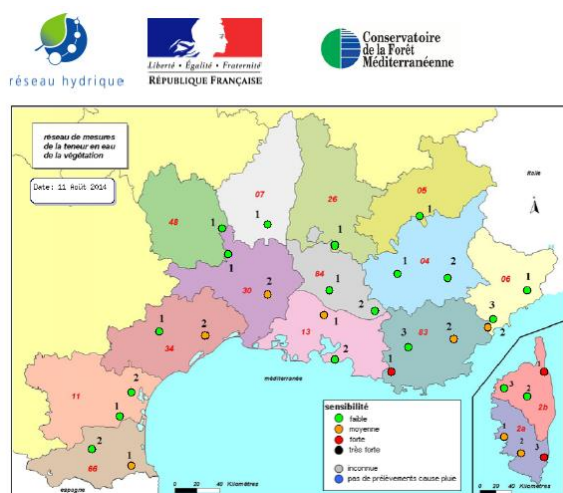 réseau hydrique
Liberté • Égalité • Fraternité
RÉPUBLIQUE FRANÇAISE
Conservatoire
de la Forêt
Méditerranéenne
réseau de mesures
de la teneur en eau
de la végétation
Date: 11 Août 2014
Italie
07
26
05
48
1
1
1
1
04
1
2
06
1
84
1
30
2
1
2
3
2
34
1
2
13
1
2
83
3
2
1
méditerranée
11
2
1
66
2
1
espagne
sensibilité
faible
moyenne
forte
très forte
inconnue
pas de prélèvements cause pluie
1
3
2
2b
2a
1
2
3
0 20 40 Kilomètres
0 20 40 60 Kilomètres